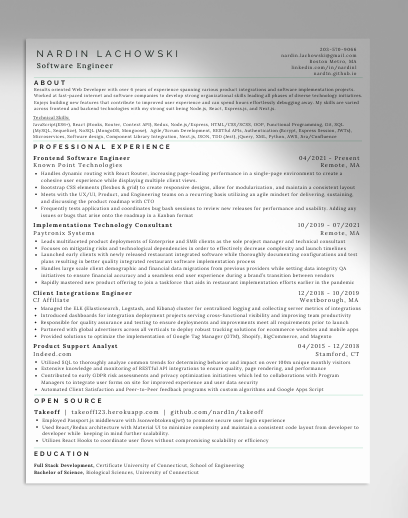 NARDIN LACHOWSKI
Software Engineer
nardin.lachowski@gmail.com
Boston Metro, MA
linkedin.com/in/nardinl
nardin.github.io
ABOUT
Results-oriented Web Developer with over 6 years of experience spanning various product integrations and software implementation projects.
Worked at fast-paced internet and software companies to develop strong organizational skills leading all phases of diverse technology initiatives.
Enjoys building new features that contribute to improved user experience and can spend hours effortlessly debugging away. My skills are varied
across frontend and backend technologies with my strong suit being Node.js, React, Express.js, and Next.js.
Technical Skills
JavaScript(ES6+), React (Hooks, Router, Context API), Redux, Node.js/Express, HTML/CSS/SCSS, OOP, Functional Programming, Git, SQL
(MySQL, Sequelize), NoSQL (MongoDB, Mongoose), Agile/Scrum Development, RESTful APIs, Authentication
Microservices, Software design, Component Library Integration, Next.js, JSON, TDD (Jest), jQuery, XML, Python, AWS, Jira/Confluence
PROFESSIONAL EXPERIENCE
Frontend Software Engineer 04/2021 – Present
Known Point Technologies Remote, MA
• Handles dynamic routing with React Router, increasing page-loading performance in a single-page environment to create a
cohesive user experience while displaying multiple client views.
• Bootstrap CSS elements (flexbox & grid) to create responsive designs, allow for modularization, and maintain a consistent layout
• Meets with the UX/UI, Product, and Engineering teams on a recurring basis utilizing an agile mindset for delivering, sustaining,
and discussing the product roadmap with CTO
• Frequently tests application and coordinates bug bash sessions to review new releases for performance and usability. Adding any
issues or bugs that arise onto the roadmap in a Kanban format
Implementations Technology Consultant 10/2019 – 07/2021
Paytronix Systems Remote, MA
• Leads multifaceted product deployments of Enterprise and SMB clients as the sole project manager and technical consultant.
• Focuses on mitigating risks and technological dependencies in order to effectively decrease complexity and elevate time-to-launch.
• Launched early clients with newly released restaurant integrated software while thoroughly documenting configurations and test
plans resulting in better quality integrated restaurant software implementation process
• Handles large scale client demographic and financial data migrations from previous providers while setting data integrity QA
initiatives to ensure financial accuracy and a seamless end user experience during a brand's transition between vendors
• Rapidly mastered new product offering to join a taskforce that aids in restaurant implementation efforts earlier in the pandemic
Client Integrations Engineer 12/2018 – 10/2019
CJ Affiliate Westborough, MA
• Managed the ELK (Elasticsearch, Logstash, and Kibana) cluster for centralized logging and collecting server metrics of integrations
• Introduced dashboards for integration deployment projects serving cross-functional visibility and improving team productivity
• Responsible for quality assurance and testing to ensure deployments and improvements meet all requirements prior to launch
• Partnered with global advertisers across all verticals to deploy robust tracking solutions for ecommerce websites and mobile apps
• Provided solutions to optimize the implementation of Google Tag Manager (GTM), Shopify, BigCommerce, and Magento
Product Support Analyst 04/2015 – 12/2018
Indeed.com Stamford, CT
• Utilized SQL to thoroughly analyze common trends for determining behavior and impact on over 180m unique monthly visitors
• Extensive knowledge and monitoring of RESTful API integrations to ensure quality, page rendering, and performance
• Contributed to early GDPR risk assessments and privacy optimization initiatives which led to collaborations with Program
Managers to integrate user forms on site for improved experience and user data security
• Automated Client Satisfaction and Peer-to-Peer feedback programs with custom algorithms and Google Apps Script
OPEN SOURCE
Takeoff | takeoff123.herokuapp.com | github.com/nardin/takeoff
• Employed Passport.js middleware with Jsonwebtoken(jwt) to promote secure user login experience
• Used React/Redux architecture with Material UI to minimize complexity and maintain a consistent code layout from developer to
developer while keeping in mind further scalability.
• Utilizes React Hooks to coordinate user flows without compromising scalability or efficiency
EDUCATION
Full Stack Development, Certificate University of Connecticut, School of Engineering
Bachelor of Science, Biological Sciences, University of Connecticut